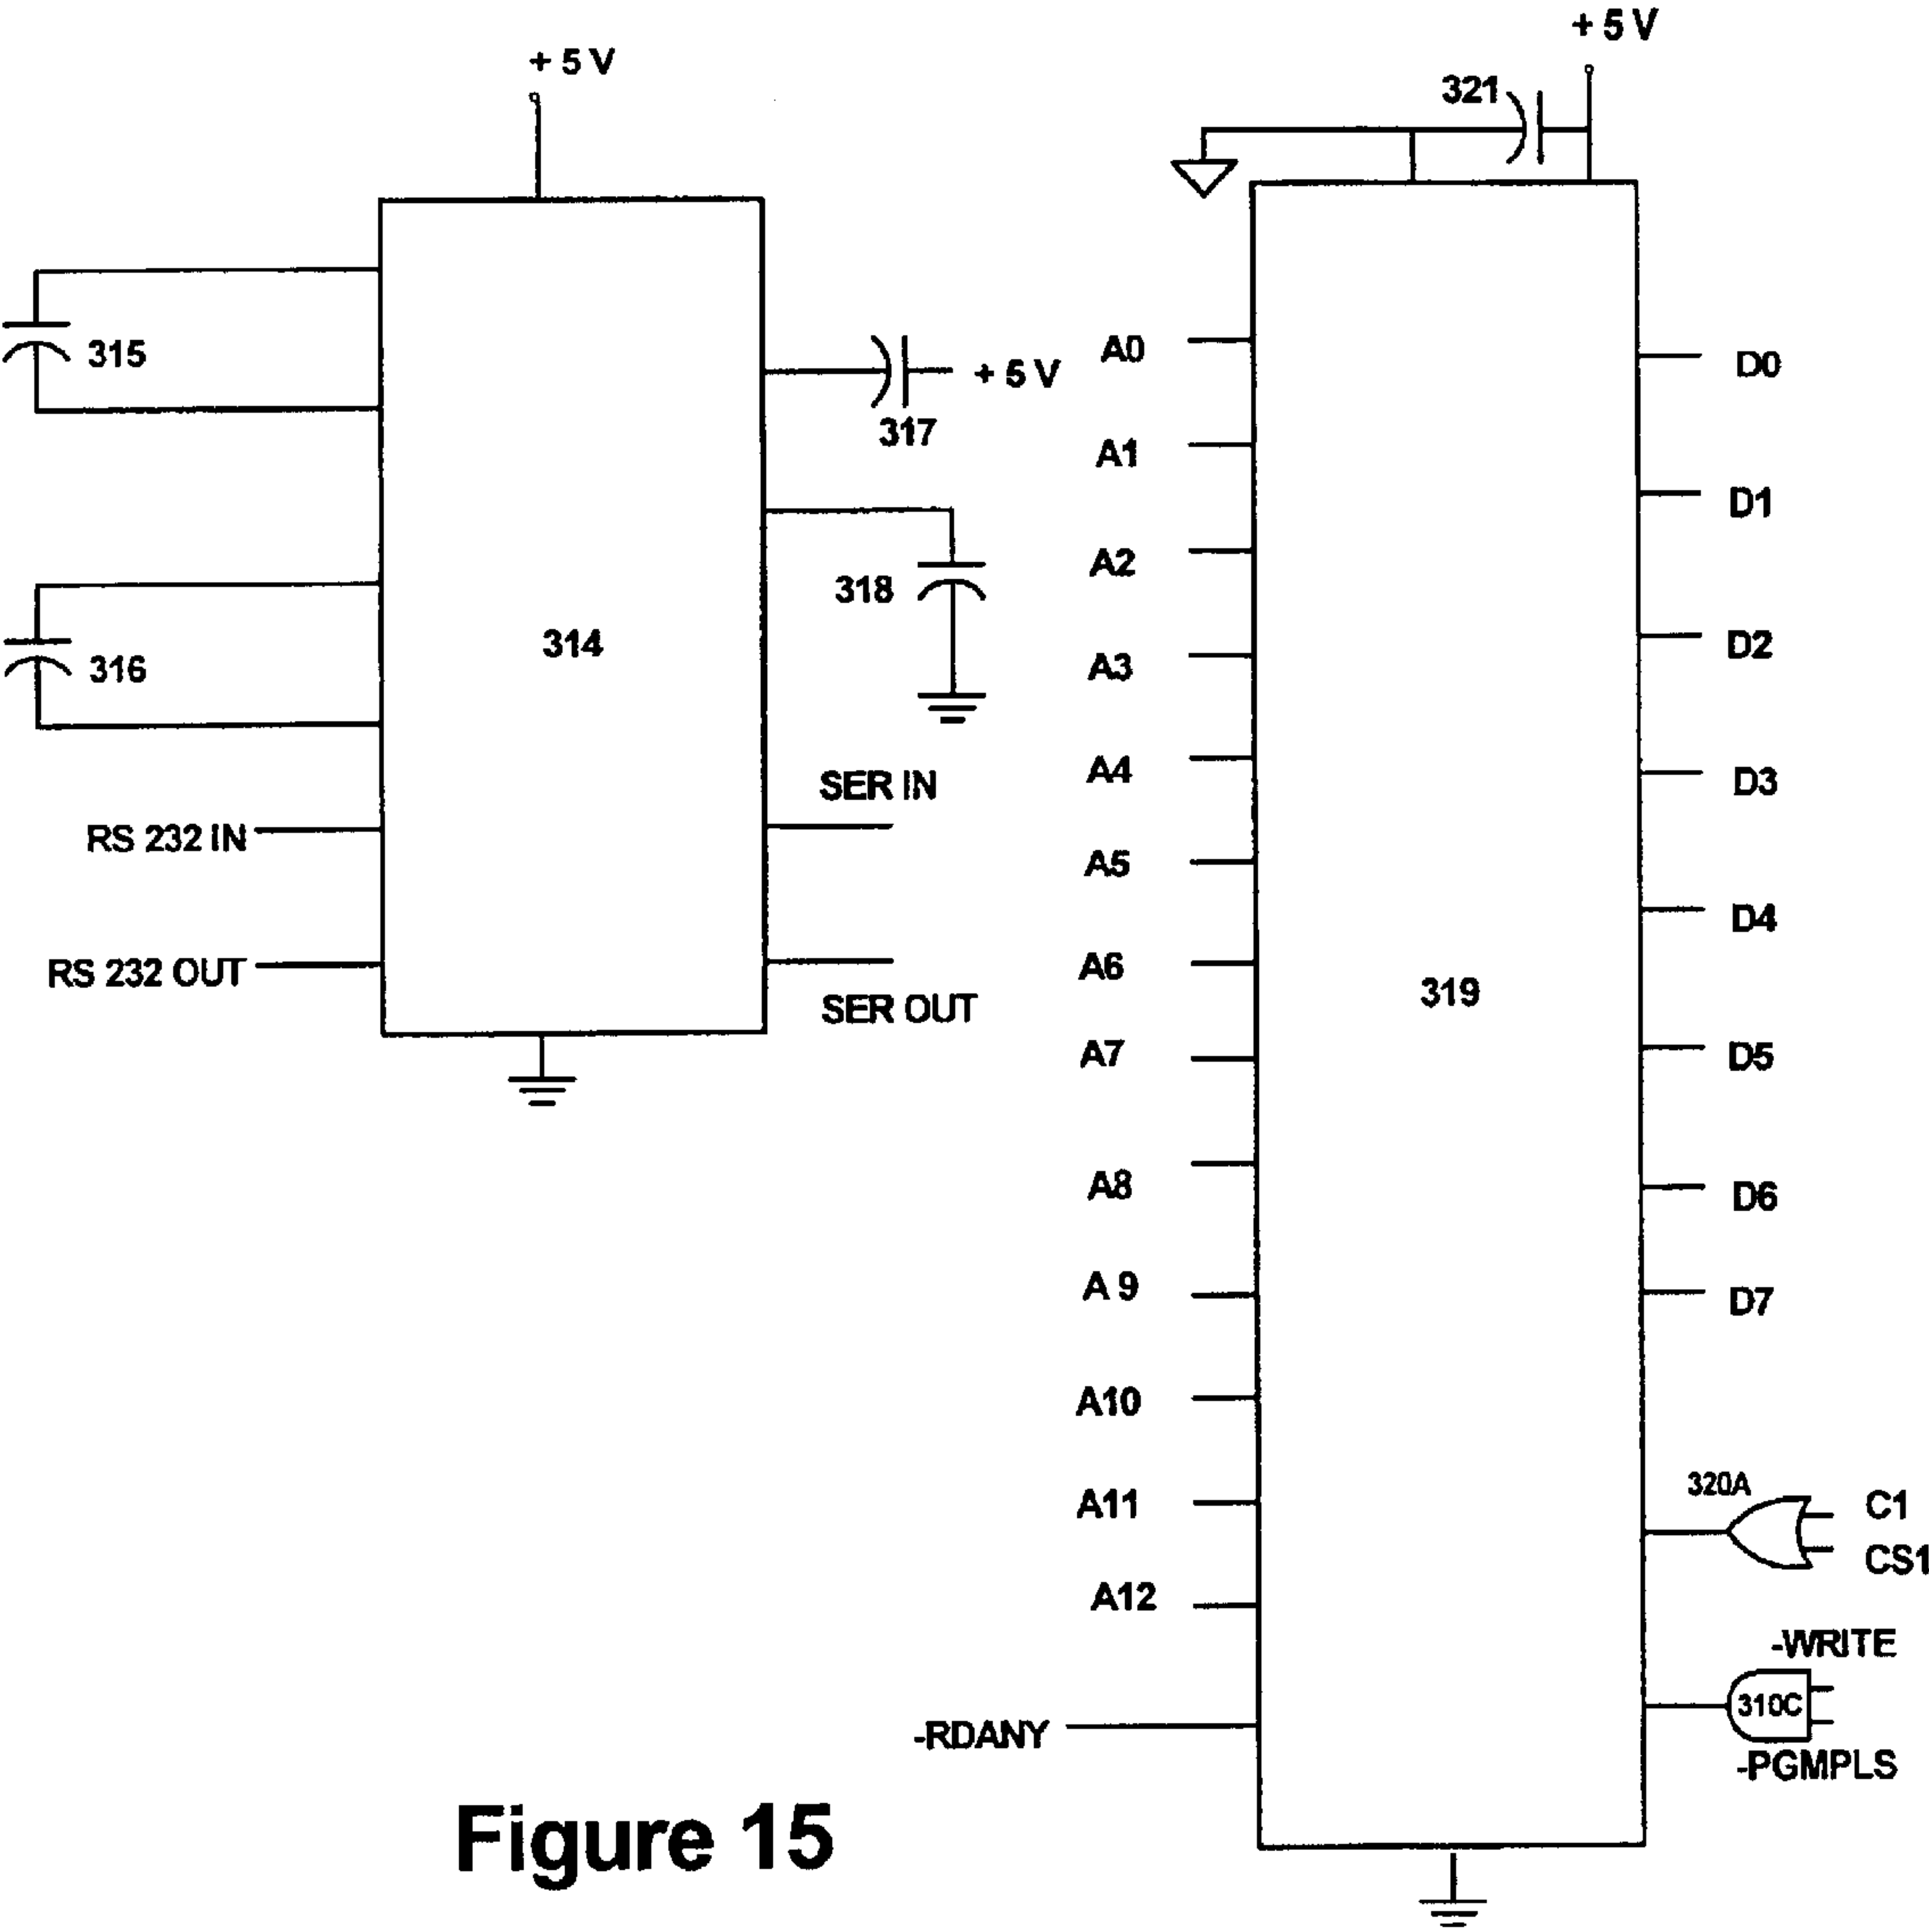 + 5 V
315
316
314
317
+ 5 V
318
RS 232 IN
RS 232 OUT
SER IN
SER OUT
+ 5 V
321
A0
A1
A2
A3
A4
A5
A6
A7
A8
A 9
A10
A11
A12
-RDANY
319
D0
D1
D2
D3
D4
D5
D6
D7
320A
C1
CS1
-WRITE
310C
-PGMPLS
Figure 15